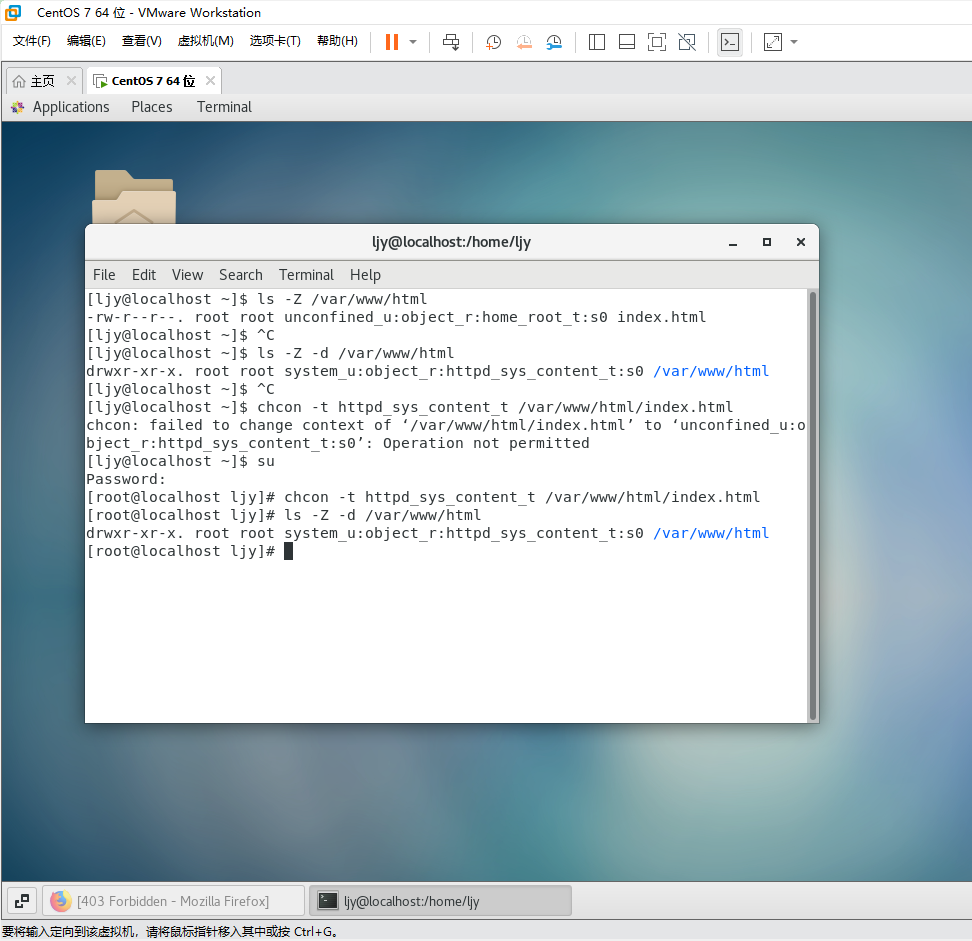 CentOS 7 64 位 - VMware Workstation
文件(F) 编辑(E) 查看(V) 虚拟机(M) 选项卡(T) 帮助(H)
主页 CentOS 7 64 位
Applications Places Terminal
ljy@localhost:/home/ljy
File Edit View Search Terminal Help
[ljy@localhost ~]$ ls -Z /var/www/html
-rw-r--r--. root root unconfined_u:object_r:home_root_t:s0 index.html
[ljy@localhost ~]$ ^C
[ljy@localhost ~]$ ls -Z -d /var/www/html
drwxr-xr-x. root root system_u:object_r:httpd_sys_content_t:s0 /var/www/html
[ljy@localhost ~]$ ^C
[ljy@localhost ~]$ chcon -t httpd_sys_content_t /var/www/html/index.html
chcon: failed to change context of ‘/var/www/html/index.html’ to ‘unconfined_u:o
bject_r:httpd_sys_content_t:s0’: Operation not permitted
[ljy@localhost ~]$ su
Password:
[root@localhost ljy]# chcon -t httpd_sys_content_t /var/www/html/index.html
[root@localhost ljy]# ls -Z -d /var/www/html
drwxr-xr-x. root root system_u:object_r:httpd_sys_content_t:s0 /var/www/html
[root@localhost ljy]#
[403 Forbidden - Mozilla Firefox] ljy@localhost:/home/ljy
要将输入定向到该虚拟机，请将鼠标指针移入其中或按 Ctrl+G。